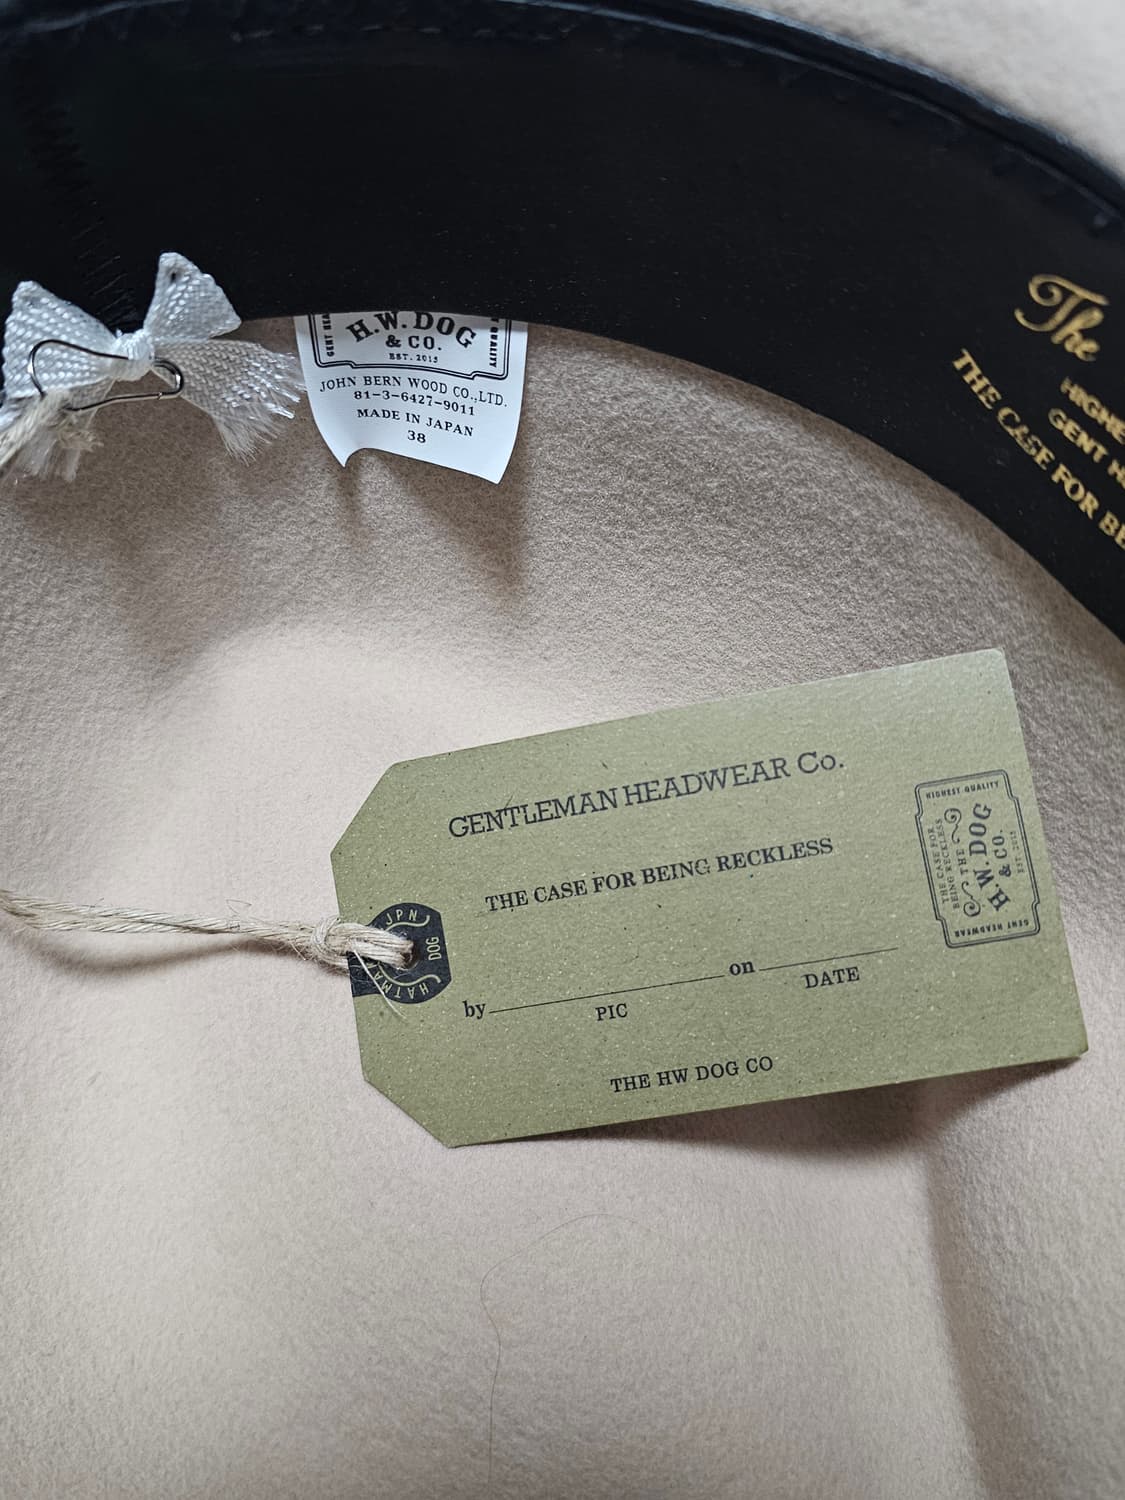 GENT HEA
H.W. DOG
& CO.
EST. 2015
QUALITY
JOHN BERN WOOD CO.,LTD.
81-3-6427-9011
MADE IN JAPAN
38
The
HIGHE
GENT H
THE CASE FOR BE
GENTLEMAN HEADWEAR Co.
THE CASE FOR BEING RECKLESS
by PIC on DATE
THE HW DOG CO
JPN
DOG
HATMA
HIGHEST QUALITY
THE CASE FOR
BEING RECKLESS
THE
H.W. DOG
& CO.
EST. 2015
GENT HEADWEAR